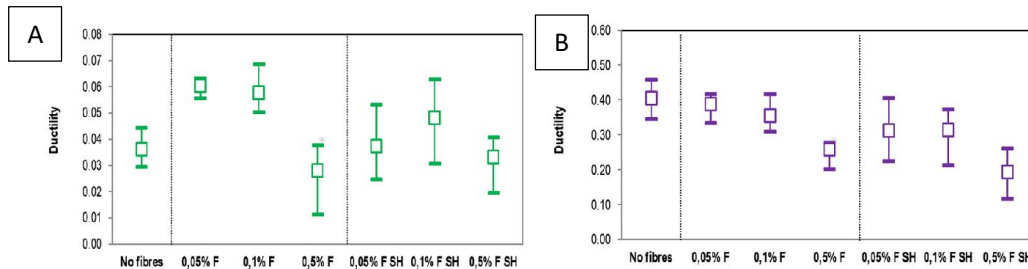 A
Ductility
0.08
0.07
0.06
0.05
0.04
0.03
0.02
0.01
0.00
No fibres 0,05% F 0,1% F 0,5% F 0,05% F SH 0,1% F SH 0,5% F SH
B
Ductility
0.60
0.50
0.40
0.30
0.20
0.10
0.00
No fibres 0,05% F 0,1% F 0,5% F 0,05% F SH 0,1% F SH 0,5% F SH